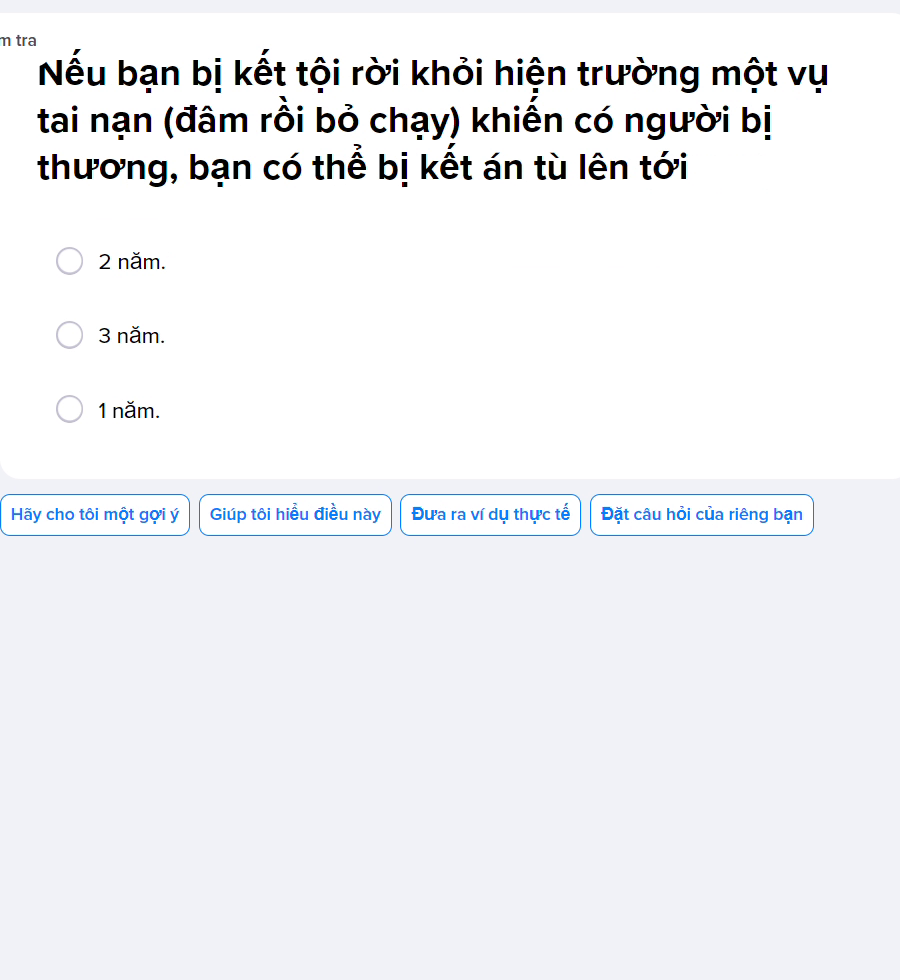 m tra
Nếu bạn bị kết tội rời khỏi hiện trường một vụ
tai nạn (đâm rồi bỏ chạy) khiến có người bị
thương, bạn có thể bị kết án tù lên tới
2 năm.
3 năm.
1 năm.
Hãy cho tôi một gợi ý
Giúp tôi hiểu điều này
Đưa ra ví dụ thực tế
Đặt câu hỏi của riêng bạn